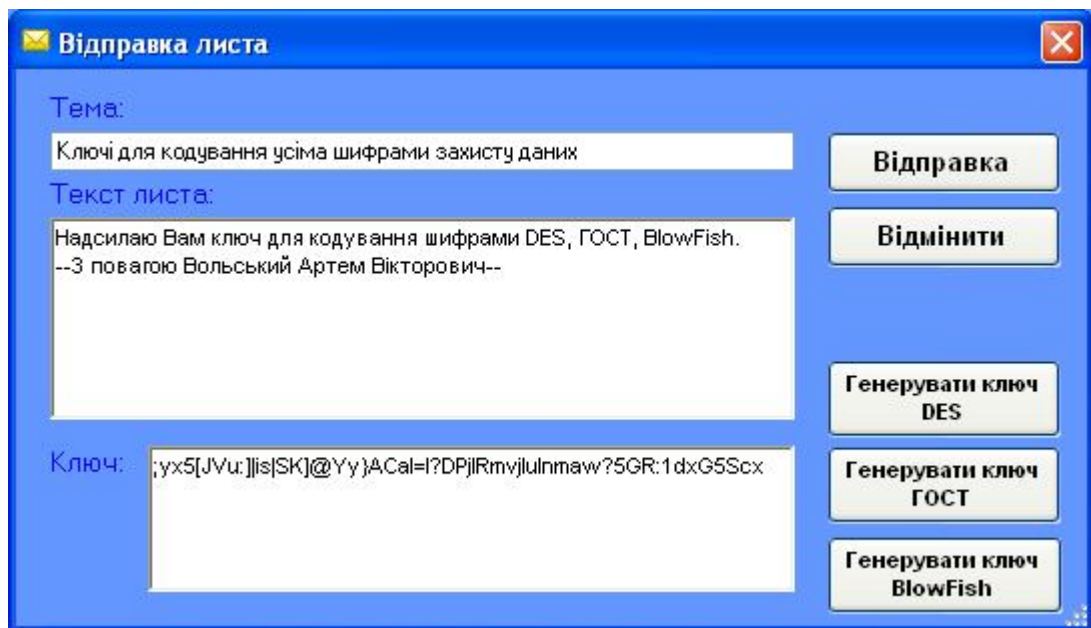 Відправка листа
Тема:
Ключі для кодування усіма шифрами захисту даних
Відправка
Текст листа:
Надсилаю Вам ключ для кодування шифрами DES, ГОСТ, BlowFish.
--З повагою Вольський Артем Вікторович--
Відмінити
Генерувати ключ
DES
Ключ:
;yx5[JVu:]|is|SK]@Yy}ACal=I?DPjlRmvjlulnmaw?5GR:1dxG5Scx
Генерувати ключ
ГОСТ
Генерувати ключ
BlowFish